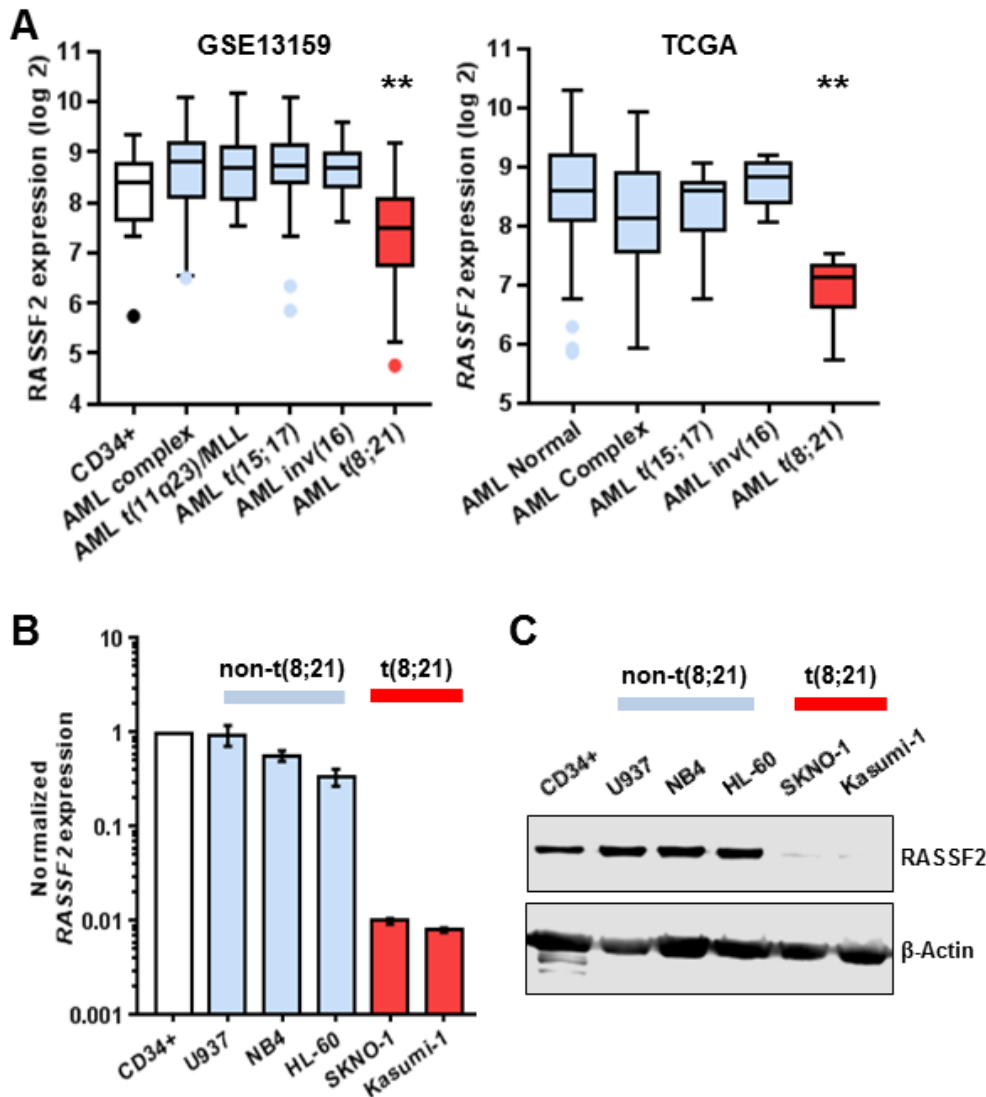 A
GSE13159
RASSF2 expression (log 2)
11
10
9
8
7
6
5
4
**
CD34+
AML complex
AML t(11q23)/MLL
AML t(15;17)
AML inv(16)
AML t(8;21)
TCGA
RASSF2 expression (log 2)
11
10
9
8
7
6
5
**
AML Normal
AML Complex
AML t(15;17)
AML inv(16)
AML t(8;21)
B
Normalized
RASSF2 expression
10
1
0.1
0.01
0.001
non-t(8;21)
t(8;21)
CD34+
U937
NB4
HL-60
SKNO-1
Kasumi-1
C
non-t(8;21)
t(8;21)
CD34+
U937
NB4
HL-60
SKNO-1
Kasumi-1
RASSF2
β-Actin